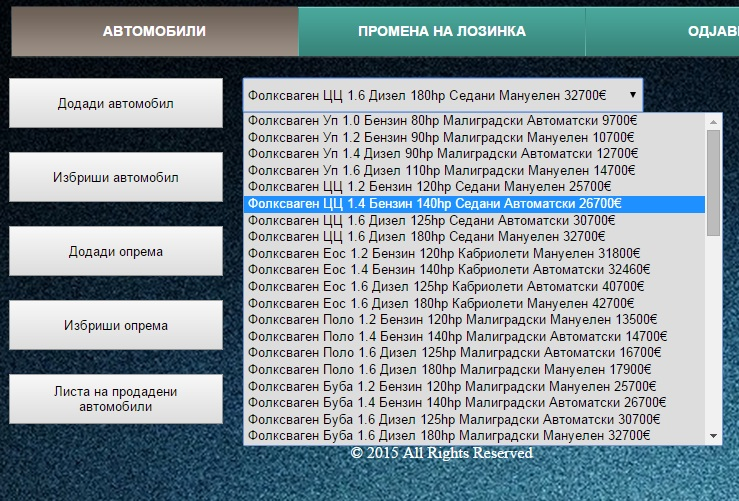 АВТОМОБИЛИ
ПРОМЕНА НА ЛОЗИНКА
ОДЈАВИ
Додади автомобил
Избриши автомобил
Додади опрема
Избриши опрема
Листа на продадени
автомобили
Фолксваген ЦЦ 1.6 Дизел 180hp Седани Мануелен 32700€
Фолксваген Уп 1.0 Бензин 80hp Малиградски Автоматски 9700€
Фолксваген Уп 1.2 Бензин 90hp Малиградски Мануелен 10700€
Фолксваген Уп 1.4 Дизел 90hp Малиградски Автоматски 12700€
Фолксваген Уп 1.6 Дизел 110hp Малиградски Мануелен 14700€
Фолксваген ЦЦ 1.2 Бензин 120hp Седани Мануелен 25700€
Фолксваген ЦЦ 1.4 Бензин 140hp Седани Автоматски 26700€
Фолксваген ЦЦ 1.6 Дизел 125hp Седани Автоматски 30700€
Фолксваген ЦЦ 1.6 Дизел 180hp Седани Мануелен 32700€
Фолксваген Еос 1.2 Бензин 120hp Кабриолети Мануелен 31800€
Фолксваген Еос 1.4 Бензин 140hp Кабриолети Автоматски 32460€
Фолксваген Еос 1.6 Дизел 125hp Кабриолети Автоматски 40700€
Фолксваген Еос 1.6 Дизел 180hp Кабриолети Мануелен 42700€
Фолксваген Поло 1.2 Бензин 120hp Малиградски Мануелен 13500€
Фолксваген Поло 1.4 Бензин 140hp Малиградски Автоматски 14700€
Фолксваген Поло 1.6 Дизел 125hp Малиградски Автоматски 16700€
Фолксваген Поло 1.6 Дизел 180hp Малиградски Мануелен 17900€
Фолксваген Буба 1.2 Бензин 120hp Малиградски Мануелен 25700€
Фолксваген Буба 1.4 Бензин 140hp Малиградски Автоматски 26700€
Фолксваген Буба 1.6 Дизел 125hp Малиградски Автоматски 30700€
Фолксваген Буба 1.6 Дизел 180hp Малиградски Мануелен 32700€
© 2015 All Rights Reserved